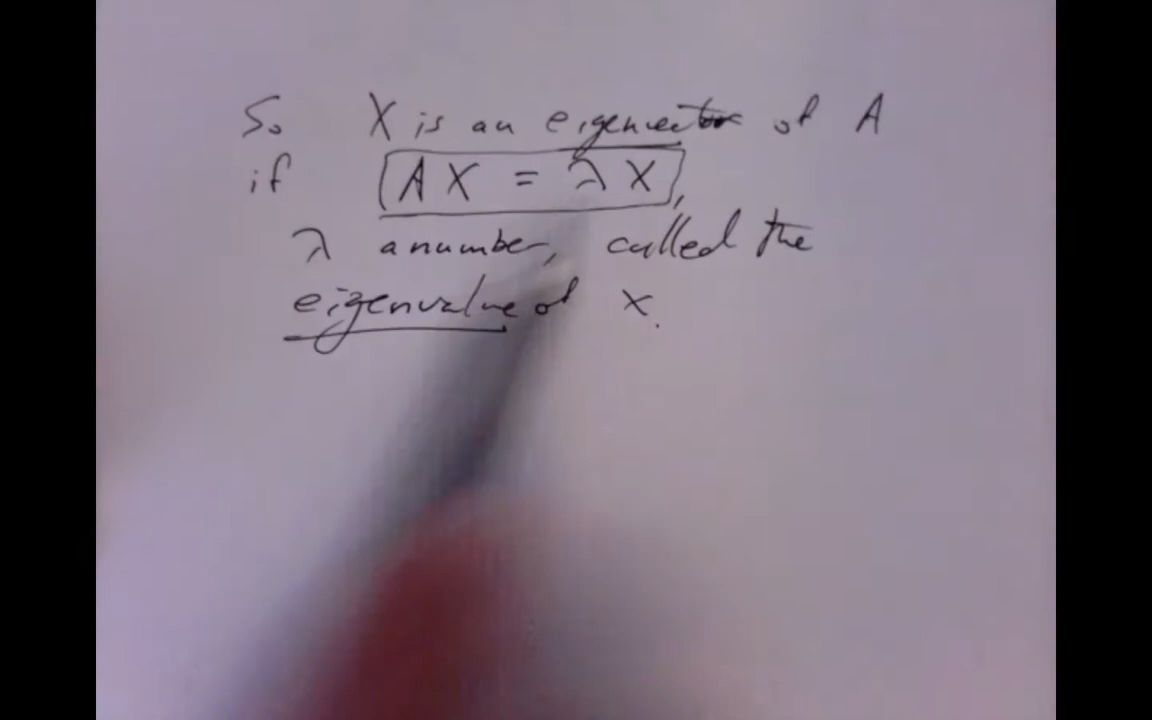 So X is an eigenvector of A
if AX = λX,
λ a number, called the
eigenvalue of X.